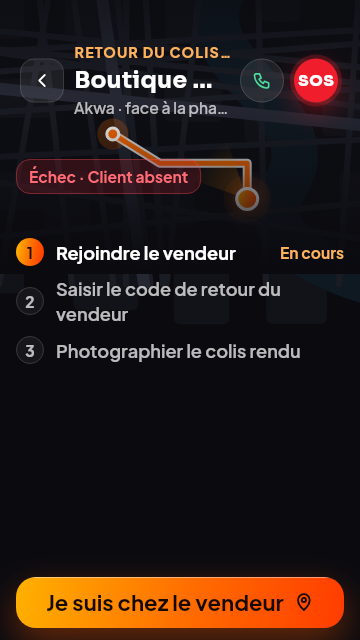 RETOUR DU COLIS…
Boutique …
SOS
Akwa · face à la pha…
Échec · Client absent
1 Rejoindre le vendeur En cours
2 Saisir le code de retour du
vendeur
3 Photographier le colis rendu
Je suis chez le vendeur